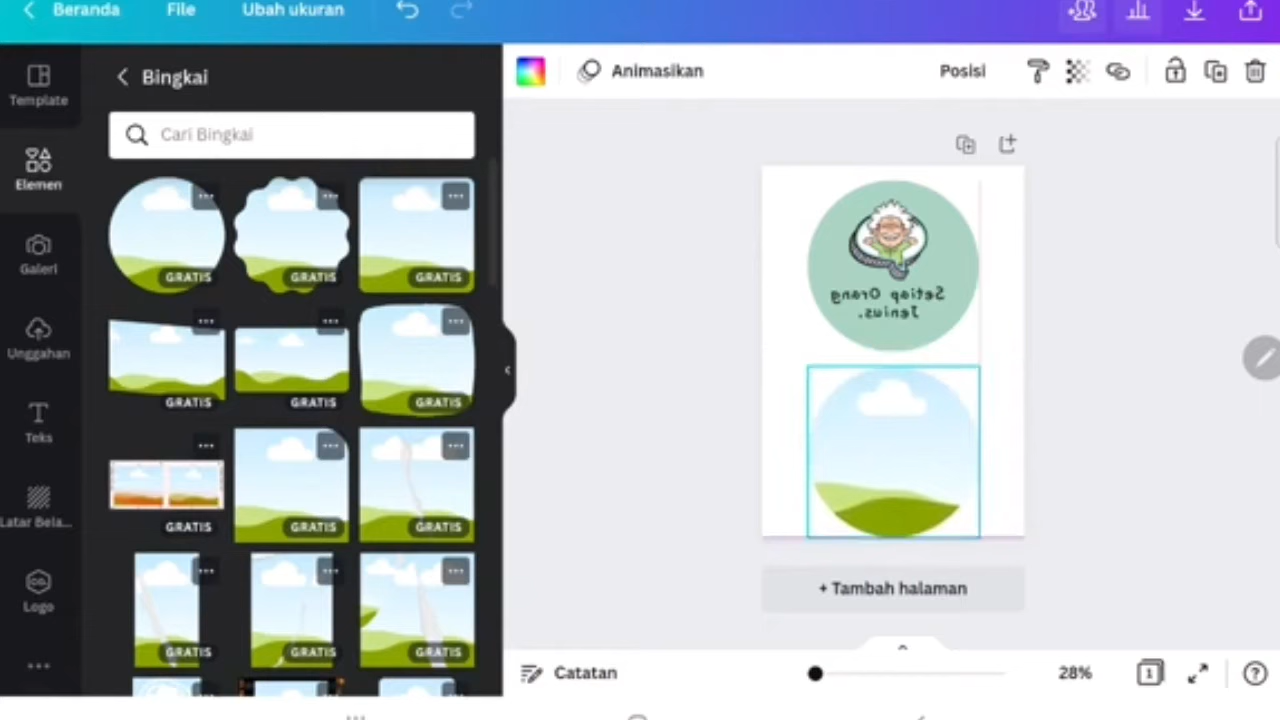 Beranda
File
Ubah ukuran
Template
Elemen
Galeri
Unggahan
Teks
Latar Bela...
Logo
Bingkai
Cari Bingkai
GRATIS
GRATIS
GRATIS
GRATIS
GRATIS
GRATIS
GRATIS
GRATIS
GRATIS
GRATIS
GRATIS
GRATIS
Animasikan
Posisi
Setiap Orang
Jenius.
+ Tambah halaman
Catatan
28%
1